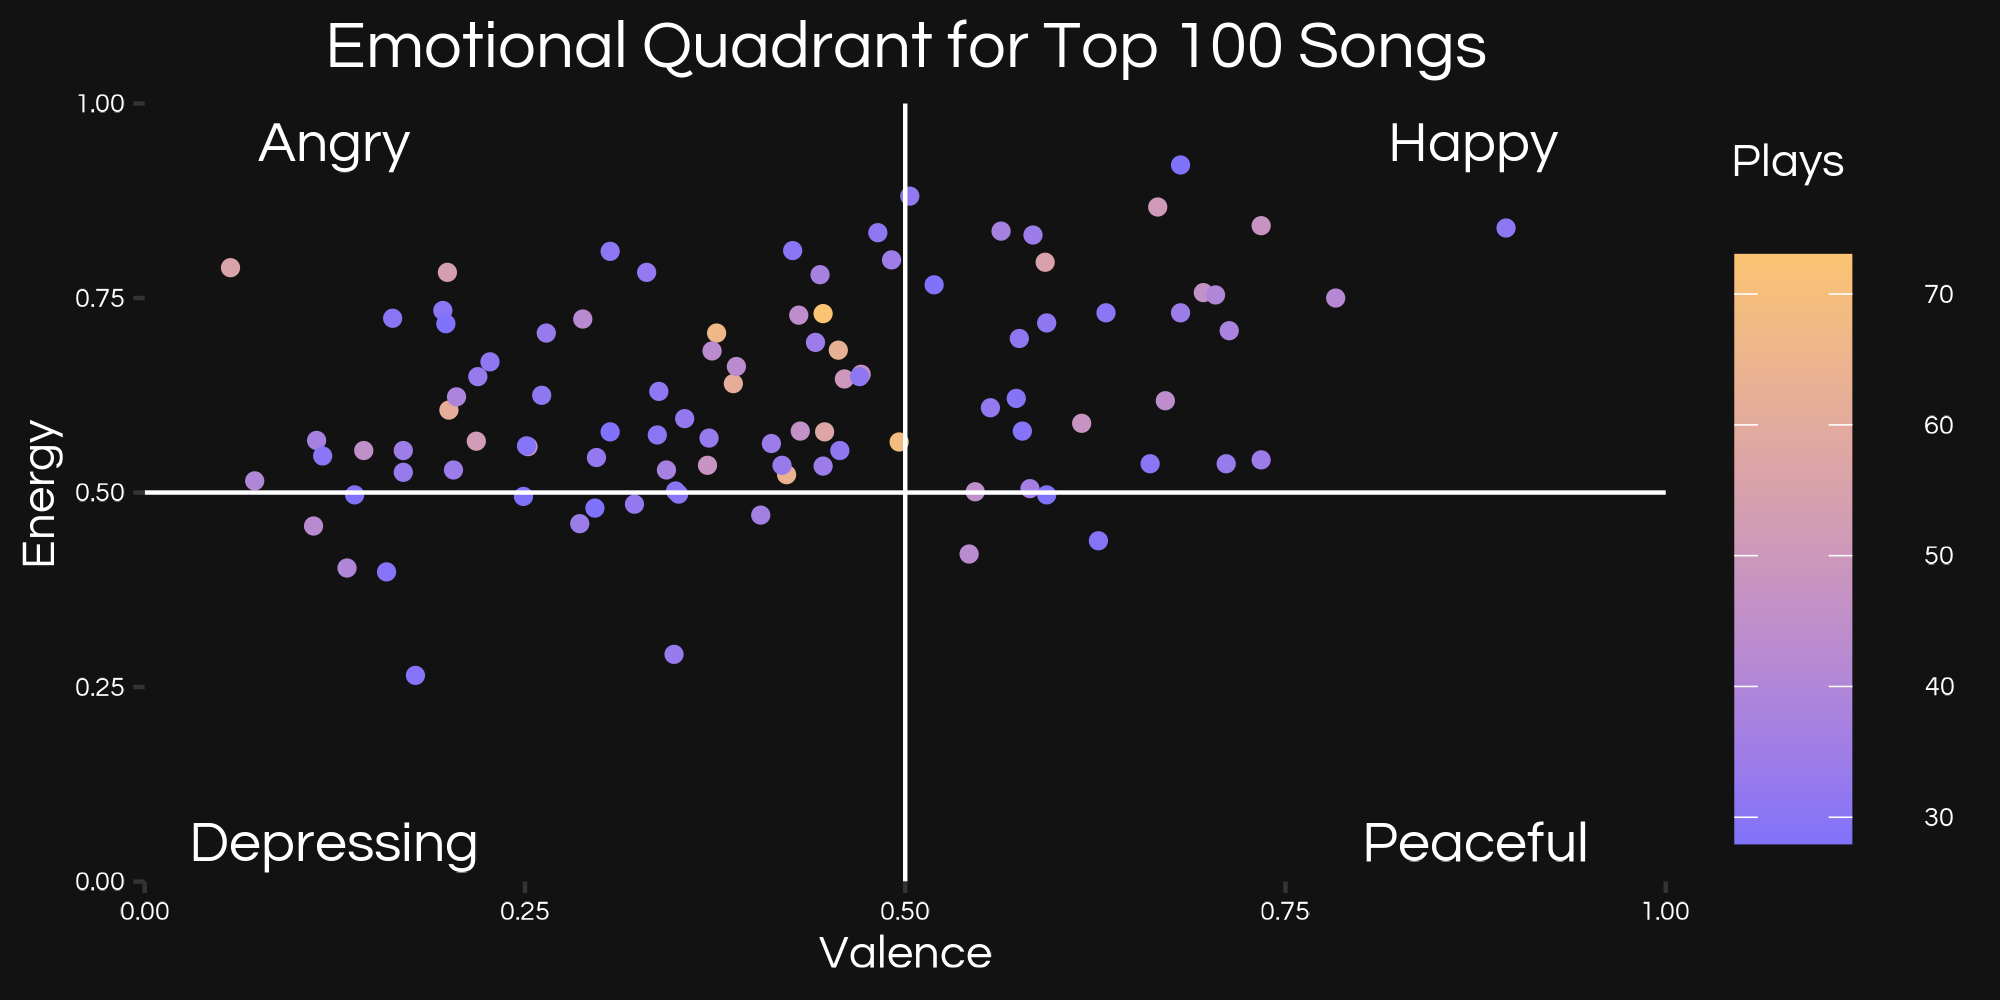 Emotional Quadrant for Top 100 Songs
1.00
Angry
Happy
Plays
0.75
70
60
Energy
0.50
50
0.25
40
30
Depressing
Peaceful
0.00
0.00 0.25 0.50 0.75 1.00
Valence